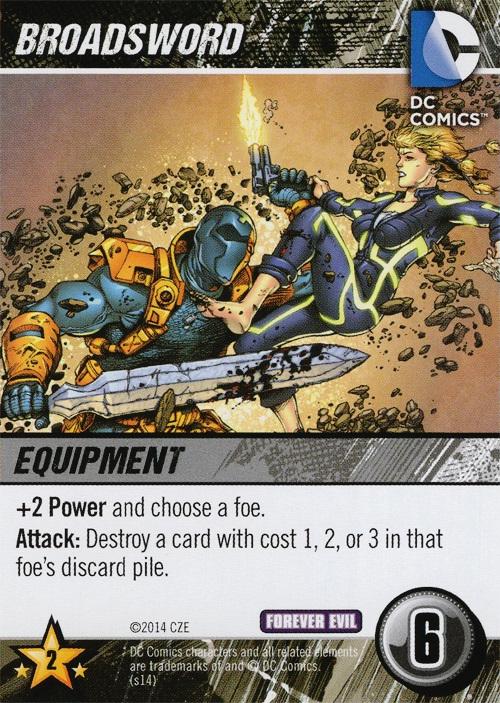 BROADSWORD
DC
COMICS™
EQUIPMENT
+2 Power and choose a foe.
Attack: Destroy a card with cost 1, 2, or 3 in that
foe's discard pile.
©2014 CZE
FOREVER EVIL
6
2
DC Comics characters and all related elements
are trademarks of and © DC Comics.
(s14)